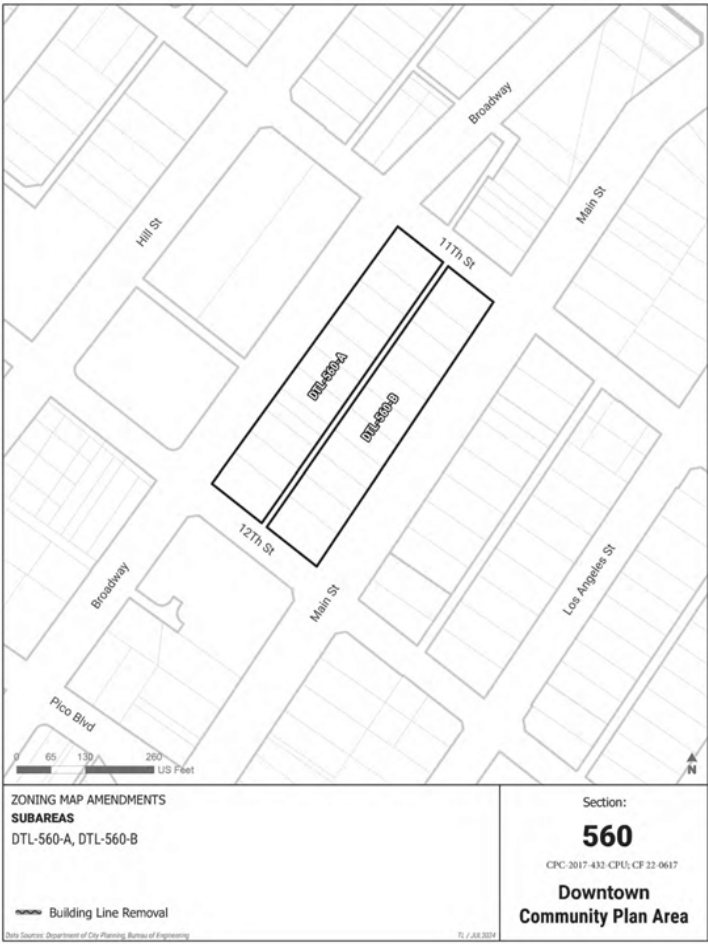 Broadway
Main St
Hill St
11Th St
DTL-560-A
DTL-560-B
12Th St
Broadway
Main St
Los Angeles St
Pico Blvd
0 65 130 260
US Feet
N
ZONING MAP AMENDMENTS
SUBAREAS
DTL-560-A, DTL-560-B
Building Line Removal
Data Sources: Department of City Planning, Bureau of Engineering
TL / JUL 2024
Section:
560
CPC-2017-432-CPU; CF 22-0617
Downtown
Community Plan Area